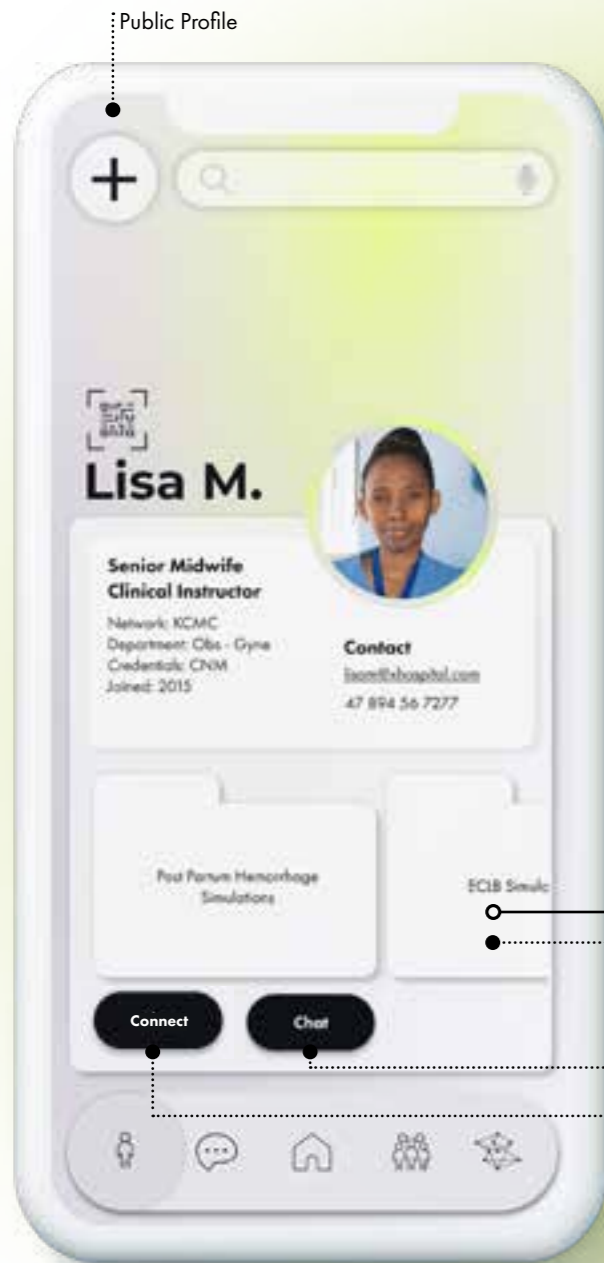 Public Profile
Lisa M.
Senior Midwife
Clinical Instructor
Network: KCMC
Department: Obs - Gyne
Credentials: CNM
Joined: 2015
Contact
47 894 56 7277
Post Partum Hemorrhage
Simulations
Connect
Chat